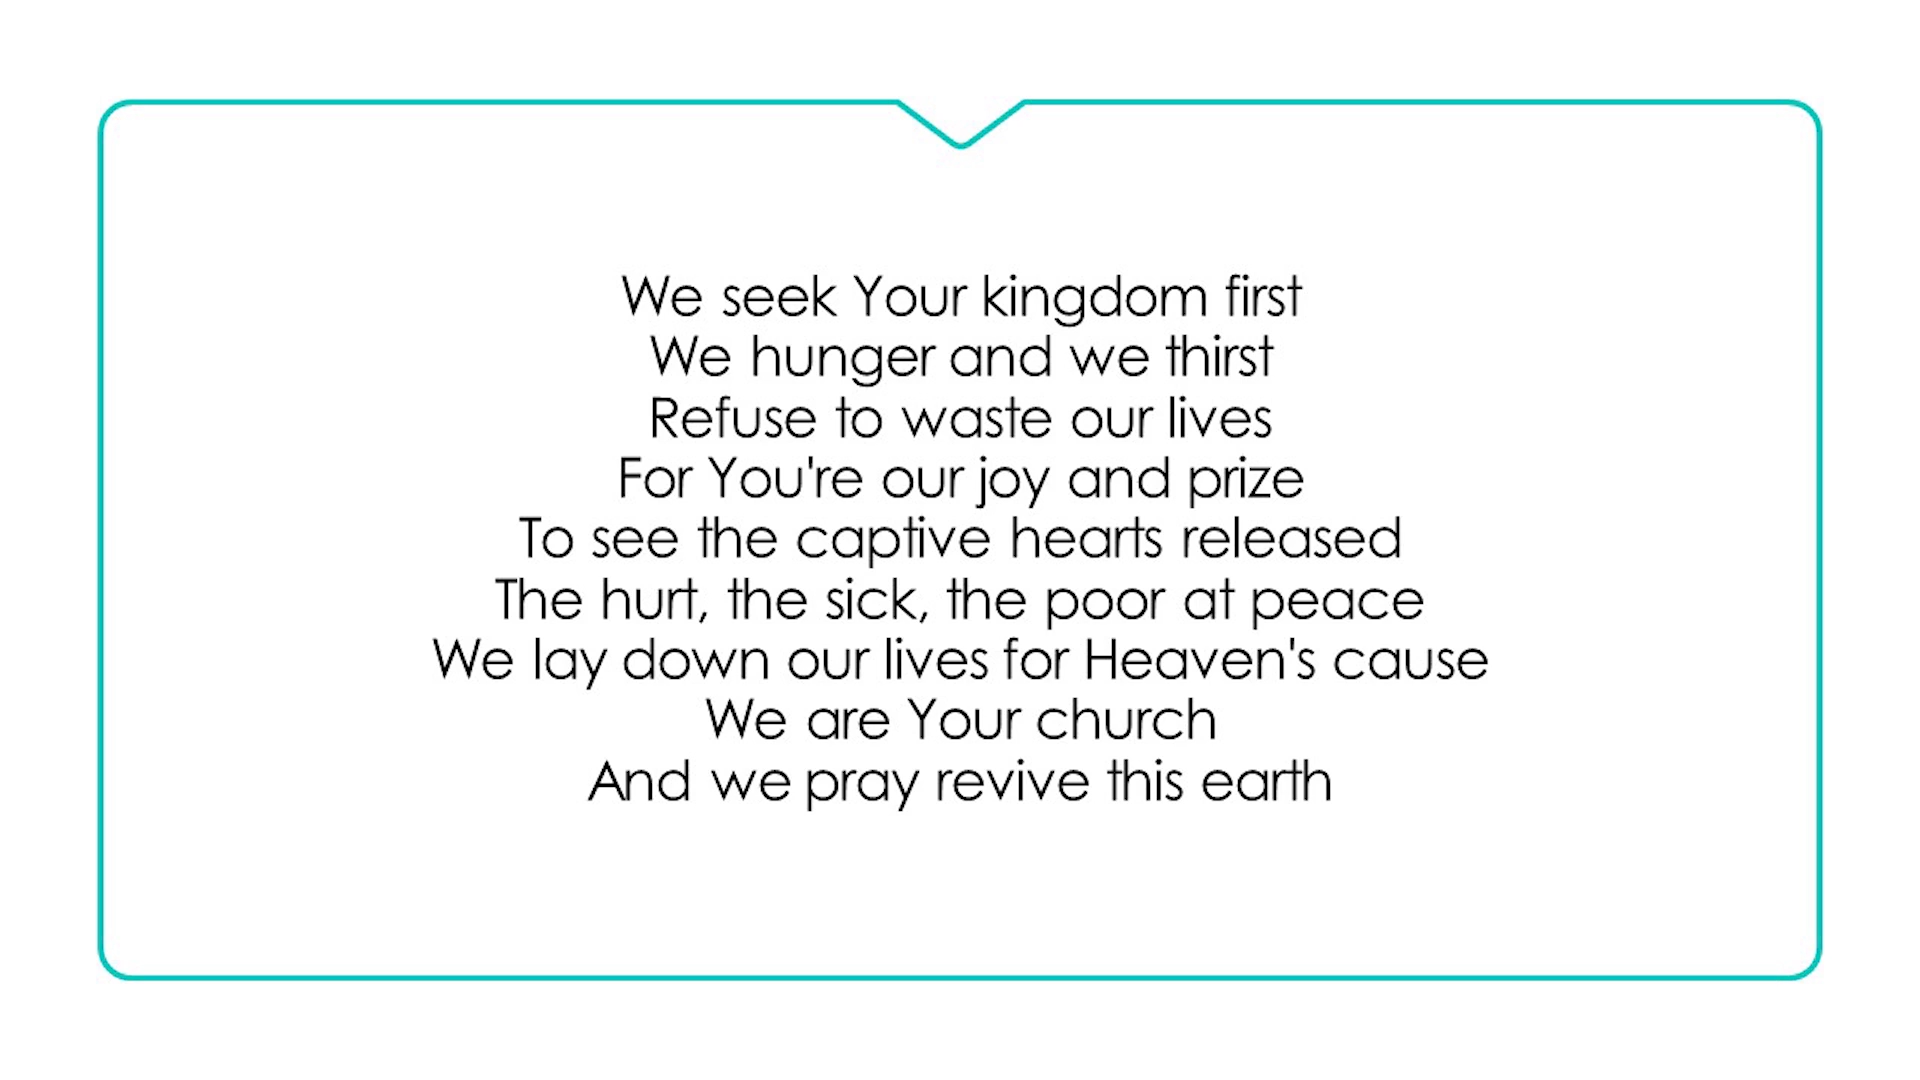 We seek Your kingdom first
We hunger and we thirst
Refuse to waste our lives
For You're our joy and prize
To see the captive hearts released
The hurt, the sick, the poor at peace
We lay down our lives for Heaven's cause
We are Your church
And we pray revive this earth